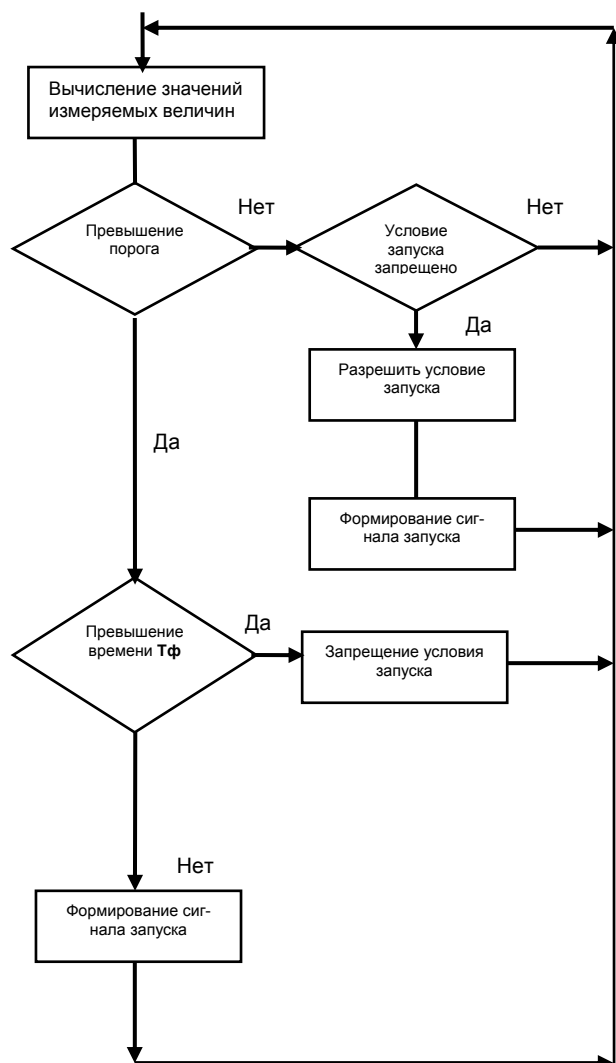 Вычисление значений
измеряемых величин
Превышение
порога
Нет
Условие
запуска
запрещено
Нет
Да
Разрешить условие
запуска
Да
Формирование сиг-
нала запуска
Превышение
времени Тф
Да
Запрещение условия
запуска
Нет
Формирование сиг-
нала запуска